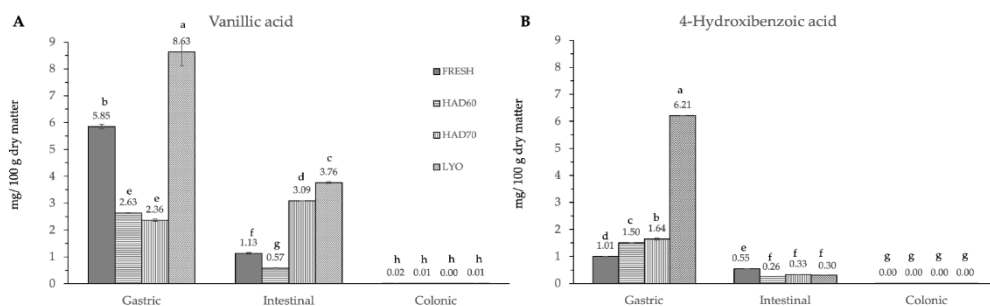 A
Vanillic acid
mg/ 100 g dry matter
9
8
7
6
5
4
3
2
1
0
b
5.85
e
2.63
e
2.36
a
8.63
f
1.13
g
0.57
d
3.09
c
3.76
h h h h
0.02 0.01 0.00 0.01
FRESH
HAD60
HAD70
LYO
Gastric Intestinal Colonic
B
4-Hydroxibenzoic acid
mg/ 100 g dry matter
9
8
7
6
5
4
3
2
1
0
d
1.01
c
1.50
b
1.64
a
6.21
e
0.55
f
0.26
f
0.33
f
0.30
g g g g
0.00 0.00 0.00 0.00
Gastric Intestinal Colonic